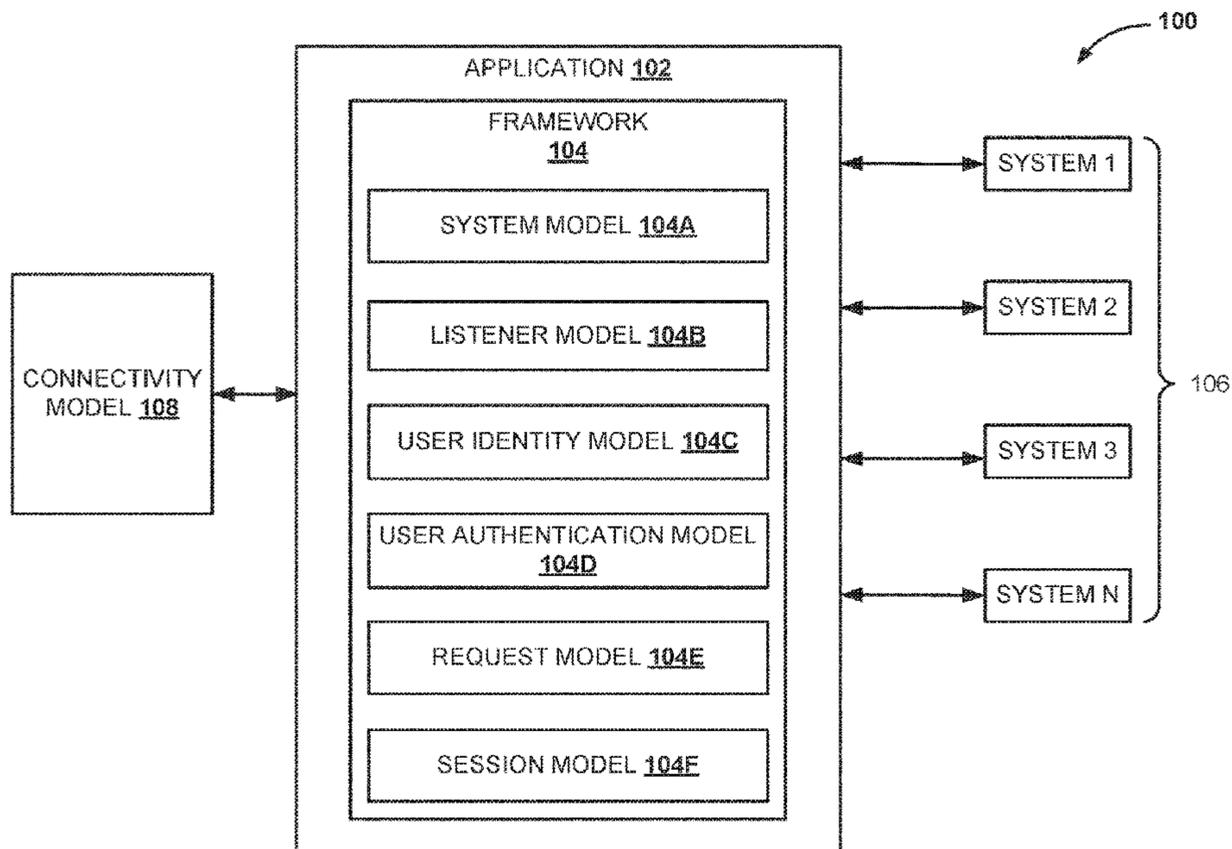 100
APPLICATION 102
FRAMEWORK
104
SYSTEM MODEL 104A
LISTENER MODEL 104B
USER IDENTITY MODEL 104C
USER AUTHENTICATION MODEL
104D
REQUEST MODEL 104E
SESSION MODEL 104F
CONNECTIVITY
MODEL 108
SYSTEM 1
SYSTEM 2
SYSTEM 3
SYSTEM N
106